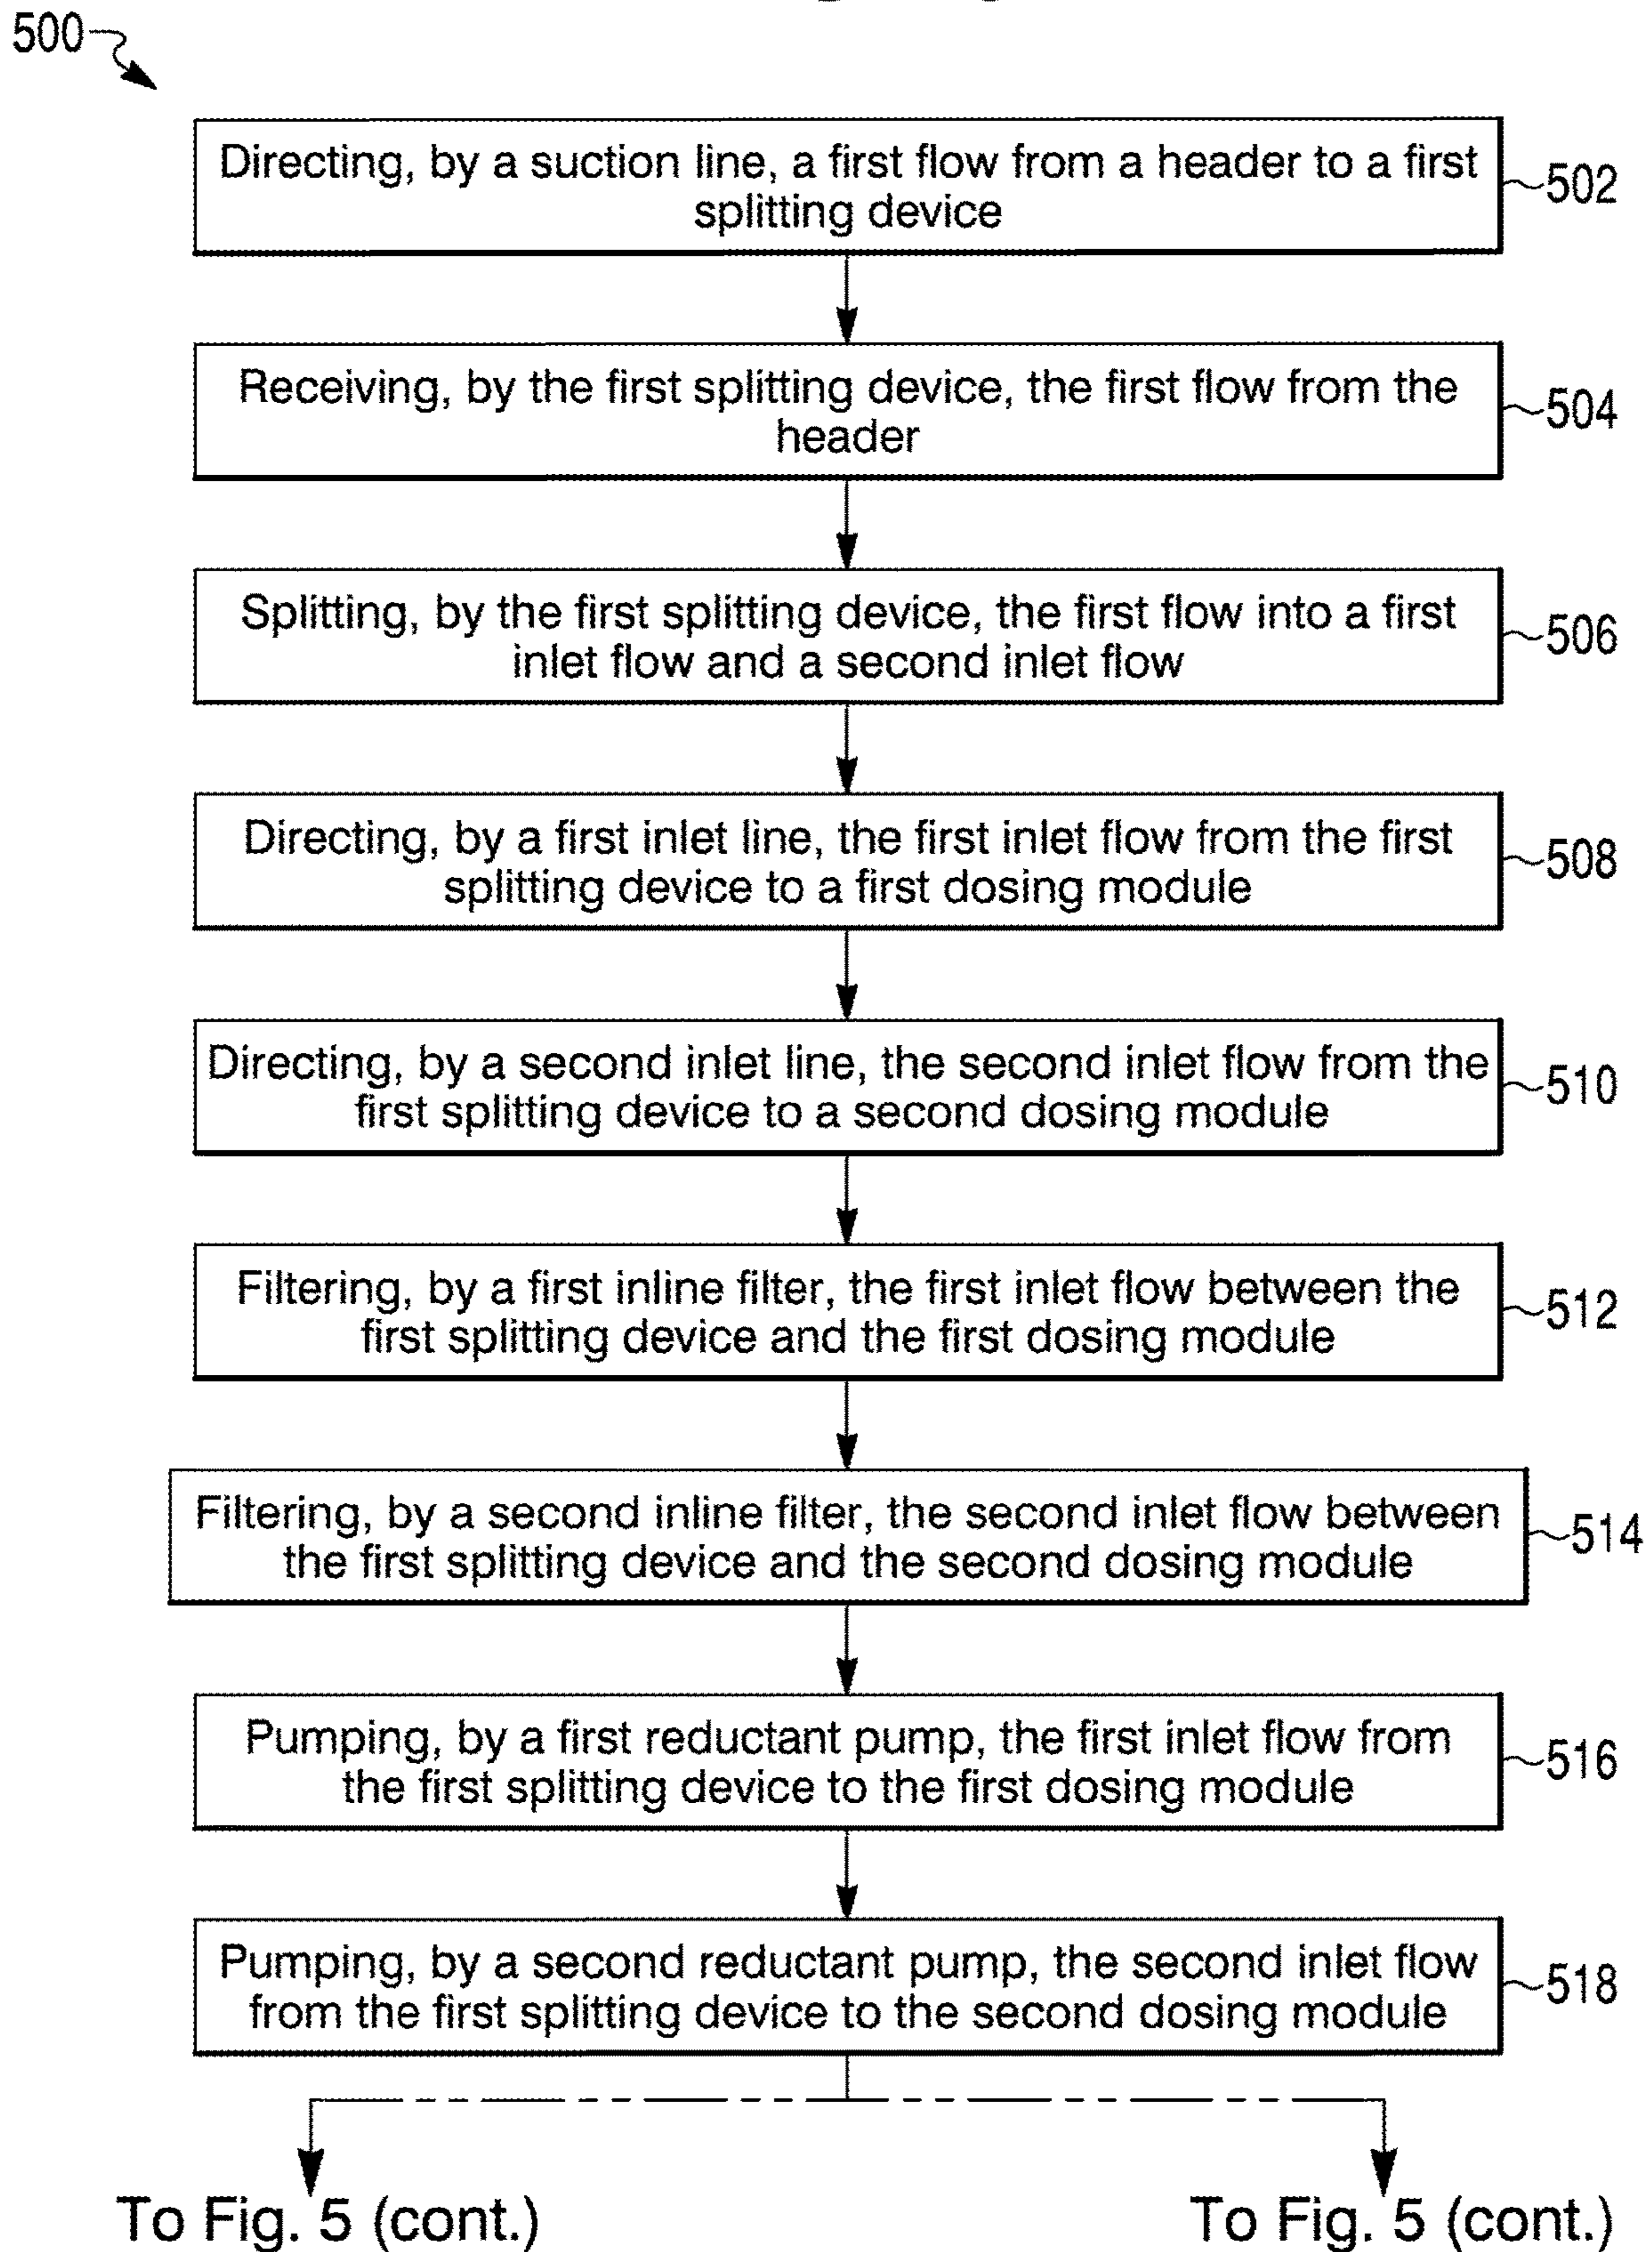 500
Directing, by a suction line, a first flow from a header to a first
splitting device
502
Receiving, by the first splitting device, the first flow from the
header
504
Splitting, by the first splitting device, the first flow into a first
inlet flow and a second inlet flow
506
Directing, by a first inlet line, the first inlet flow from the first
splitting device to a first dosing module
508
Directing, by a second inlet line, the second inlet flow from the
first splitting device to a second dosing module
510
Filtering, by a first inline filter, the first inlet flow between the
first splitting device and the first dosing module
512
Filtering, by a second inline filter, the second inlet flow between
the first splitting device and the second dosing module
514
Pumping, by a first reductant pump, the first inlet flow from
the first splitting device to the first dosing module
516
Pumping, by a second reductant pump, the second inlet flow
from the first splitting device to the second dosing module
518
To Fig. 5 (cont.)
To Fig. 5 (cont.)